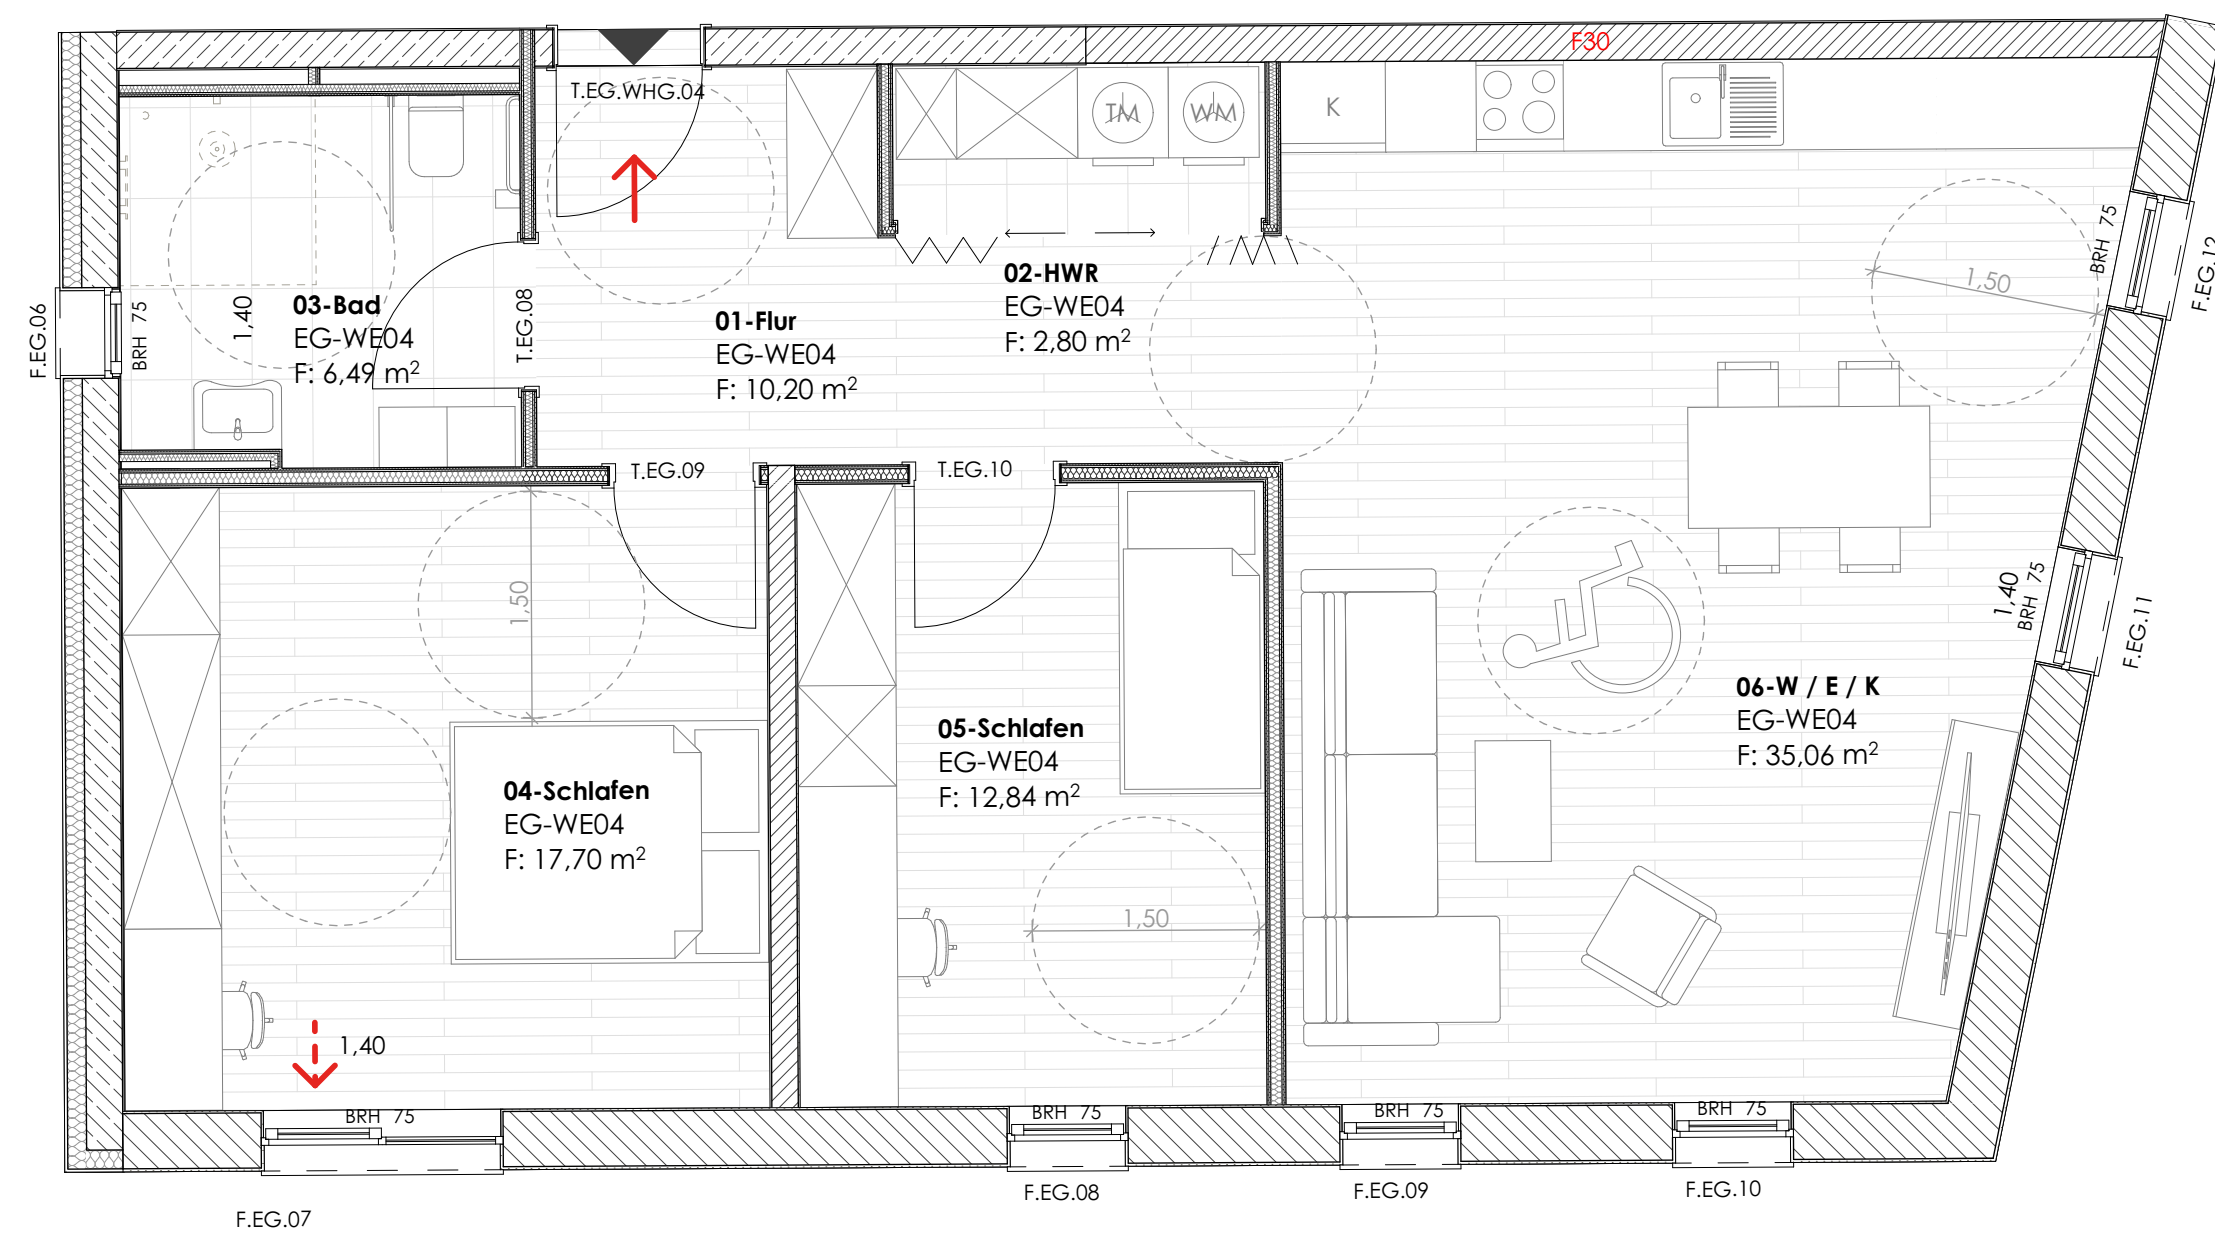 F30
T.EG.WHG.04
TM
WM
K
BRH 75
F.EG.12
1,50
03-Bad
EG-WE04
F: 6,49 m²
1,40
BRH 75
F.EG.06
T.EG.08
01-Flur
EG-WE04
F: 10,20 m²
02-HWR
EG-WE04
F: 2,80 m²
T.EG.09
T.EG.10
1,50
1,40
BRH 75
F.EG.11
06-W / E / K
EG-WE04
F: 35,06 m²
05-Schlafen
EG-WE04
F: 12,84 m²
04-Schlafen
EG-WE04
F: 17,70 m²
1,50
1,40
BRH 75
BRH 75
BRH 75
BRH 75
F.EG.07
F.EG.08
F.EG.09
F.EG.10